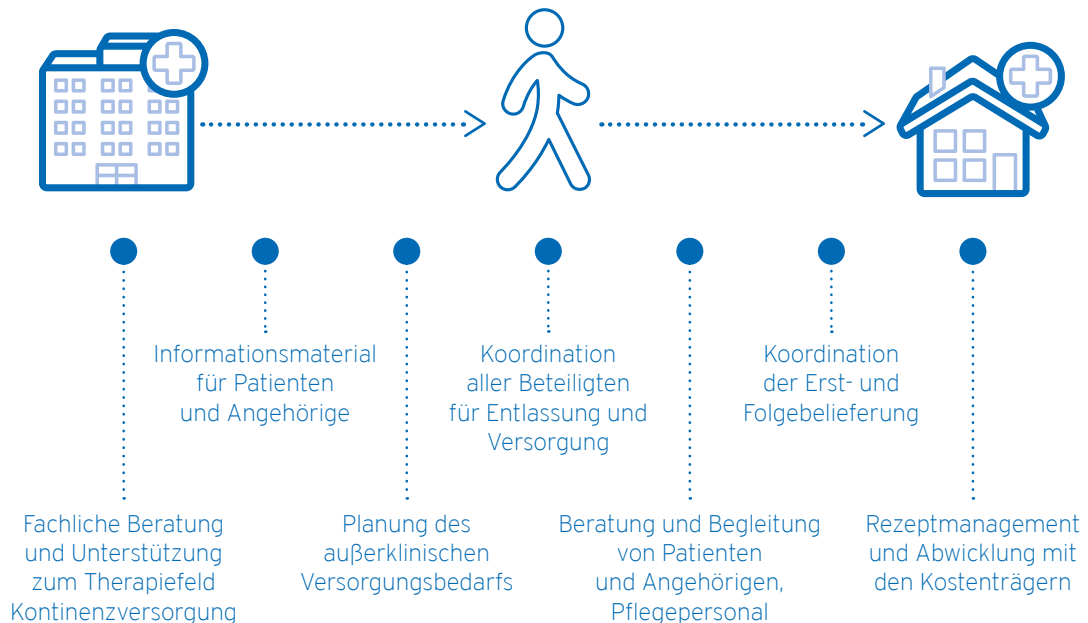 Informationsmaterial
für Patienten
und Angehörige
Koordination
aller Beteiligten
für Entlassung und
Versorgung
Koordination
der Erst- und
Folgebelieferung
Fachliche Beratung
und Unterstützung
zum Therapiefeld
Kontinenzversorgung
Planung des
außerklinischen
Versorgungsbedarfs
Beratung und Begleitung
von Patienten
und Angehörigen,
Pflegepersonal
Rezeptmanagement
und Abwicklung mit
den Kostenträgern